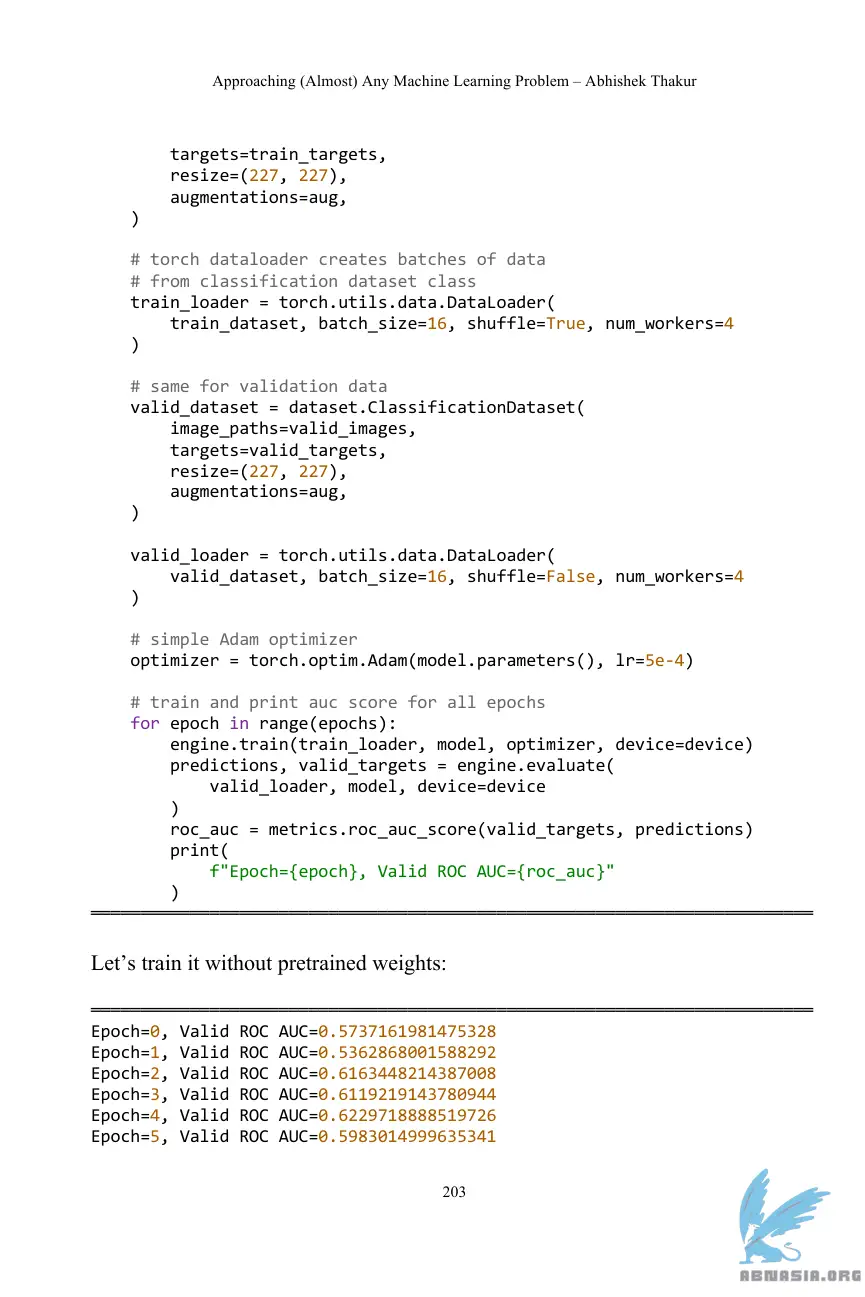 Approaching (Almost) Any Machine Learning Problem – Abhishek Thakur
        targets=train_targets,
        resize=(227, 227),
        augmentations=aug,
    )
    # torch dataloader creates batches of data
    # from classification dataset class
    train_loader = torch.utils.data.DataLoader(
        train_dataset, batch_size=16, shuffle=True, num_workers=4
    )
    # same for validation data
    valid_dataset = dataset.ClassificationDataset(
        image_paths=valid_images,
        targets=valid_targets,
        resize=(227, 227),
        augmentations=aug,
    )
    valid_loader = torch.utils.data.DataLoader(
        valid_dataset, batch_size=16, shuffle=False, num_workers=4
    )
    # simple Adam optimizer
    optimizer = torch.optim.Adam(model.parameters(), lr=5e-4)
    # train and print auc score for all epochs
    for epoch in range(epochs):
        engine.train(train_loader, model, optimizer, device=device)
        predictions, valid_targets = engine.evaluate(
            valid_loader, model, device=device
        )
        roc_auc = metrics.roc_auc_score(valid_targets, predictions)
        print(
            f"Epoch={epoch}, Valid ROC AUC={roc_auc}"
        )
Let’s train it without pretrained weights:
Epoch=0, Valid ROC AUC=0.5737161981475328
Epoch=1, Valid ROC AUC=0.5362868001588292
Epoch=2, Valid ROC AUC=0.6163448214387008
Epoch=3, Valid ROC AUC=0.6119219143780944
Epoch=4, Valid ROC AUC=0.6229718888519726
Epoch=5, Valid ROC AUC=0.5983014999635341
203
ABNASIA.ORG